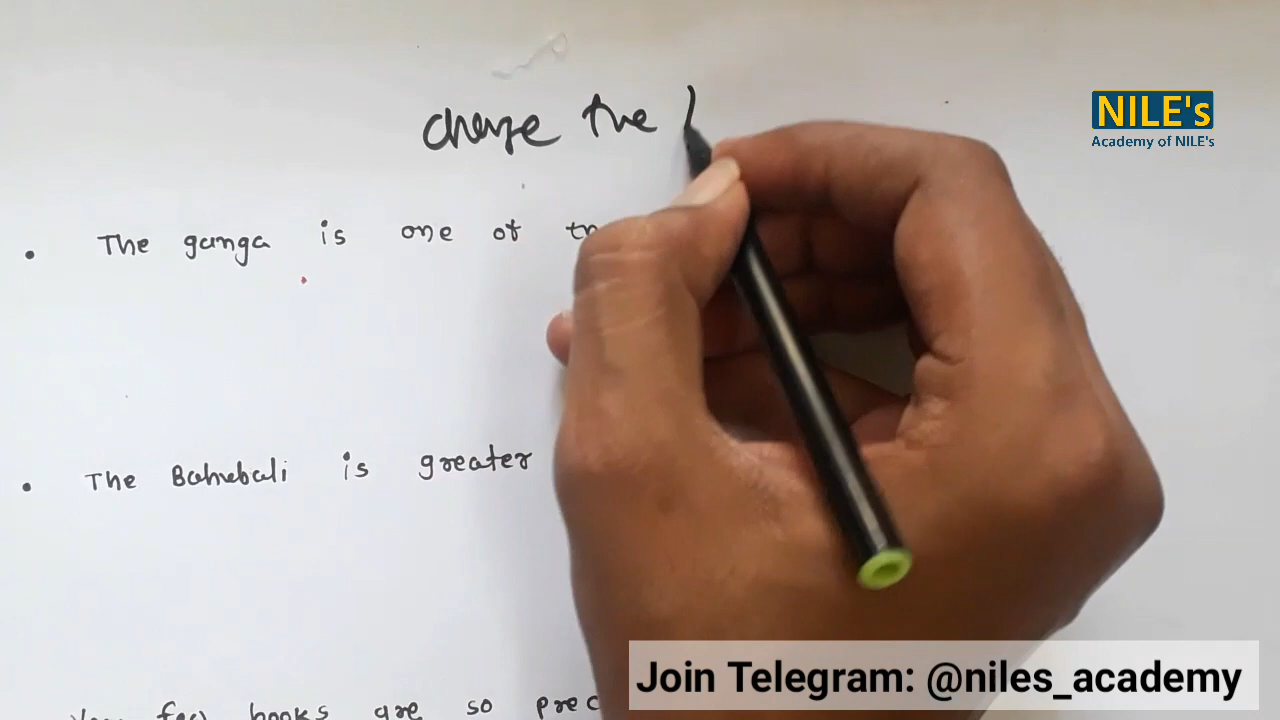 change the
NILE's
Academy of NILE's
• The ganga is one of
• The Bahubali is greater
Very few books are so prec
Join Telegram: @niles_academy